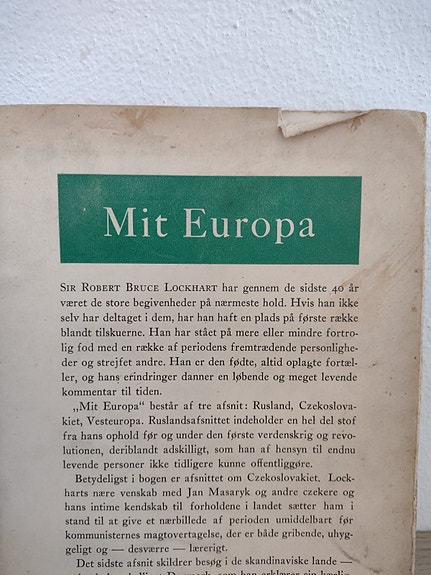 Mit Europa
SIR ROBERT BRUCE LOCKHART har gennem de sidste 40 år
været de store begivenheder på nærmeste hold. Hvis han ikke
selv har deltaget i dem, har han haft en plads på første række
blandt tilskuerne. Han har stået på mere eller mindre fortro-
lig fod med en række af periodens fremtrædende personlighe-
der og strejfet andre. Han er den fødte, altid oplagte fortæl-
ler, og hans erindringer danner en løbende og meget levende
kommentar til tiden.
„Mit Europa“ består af tre afsnit: Rusland, Czekoslova-
kiet, Vesteuropa. Ruslandsafsnittet indeholder en hel del stof
fra hans ophold før og under den første verdenskrig og revo-
lutionen, deriblandt adskilligt, som han af hensyn til endnu
levende personer ikke tidligere kunne offentliggøre.
Betydeligst i bogen er afsnittet om Czekoslovakiet. Lock-
harts nære venskab med Jan Masaryk og andre czekere og
hans intime kendskab til forholdene i landet sætter ham i
stand til at give et nærbillede af perioden umiddelbart før
kommunisternes magtovertagelse, der er både gribende, uhyg-
geligt og — desværre — lærerigt.
Det sidste afsnit skildrer besøg i de skandinaviske lande —